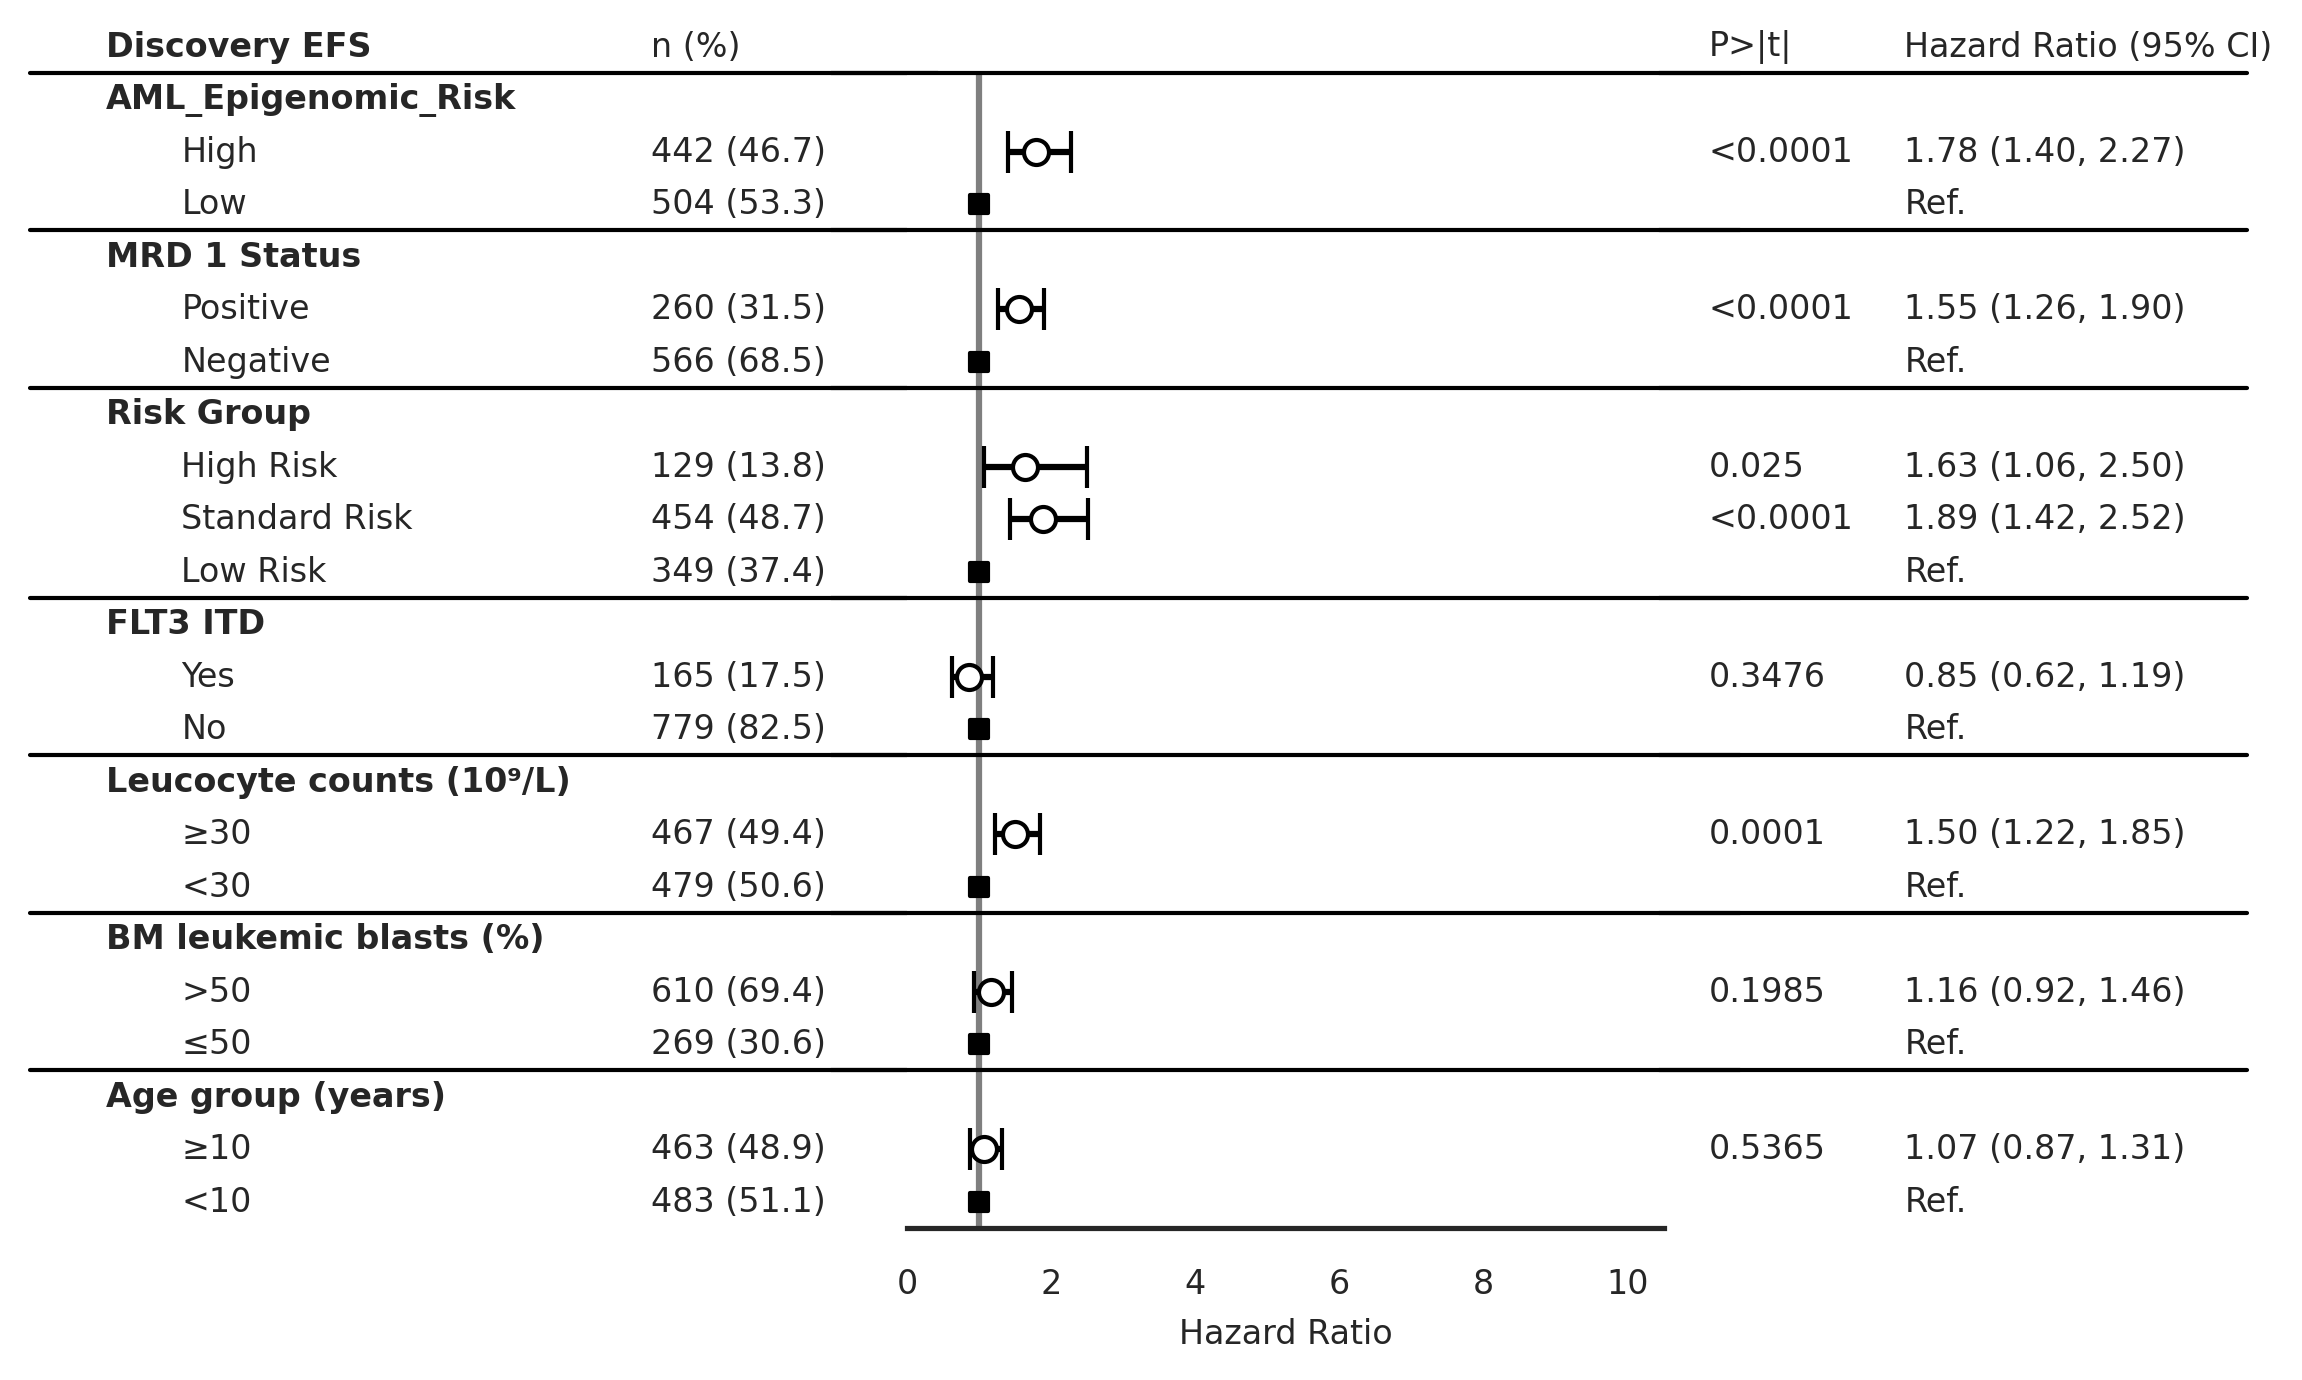 Discovery EFS n (%) P>|t| Hazard Ratio (95% CI)
AML_Epigenomic_Risk
High 442 (46.7) <0.0001 1.78 (1.40, 2.27)
Low 504 (53.3) Ref.
MRD 1 Status
Positive 260 (31.5) <0.0001 1.55 (1.26, 1.90)
Negative 566 (68.5) Ref.
Risk Group
High Risk 129 (13.8) 0.025 1.63 (1.06, 2.50)
Standard Risk 454 (48.7) <0.0001 1.89 (1.42, 2.52)
Low Risk 349 (37.4) Ref.
FLT3 ITD
Yes 165 (17.5) 0.3476 0.85 (0.62, 1.19)
No 779 (82.5) Ref.
Leucocyte counts (10⁹/L)
≥30 467 (49.4) 0.0001 1.50 (1.22, 1.85)
<30 479 (50.6) Ref.
BM leukemic blasts (%)
>50 610 (69.4) 0.1985 1.16 (0.92, 1.46)
≤50 269 (30.6) Ref.
Age group (years)
≥10 463 (48.9) 0.5365 1.07 (0.87, 1.31)
<10 483 (51.1) Ref.
0 2 4 6 8 10
Hazard Ratio